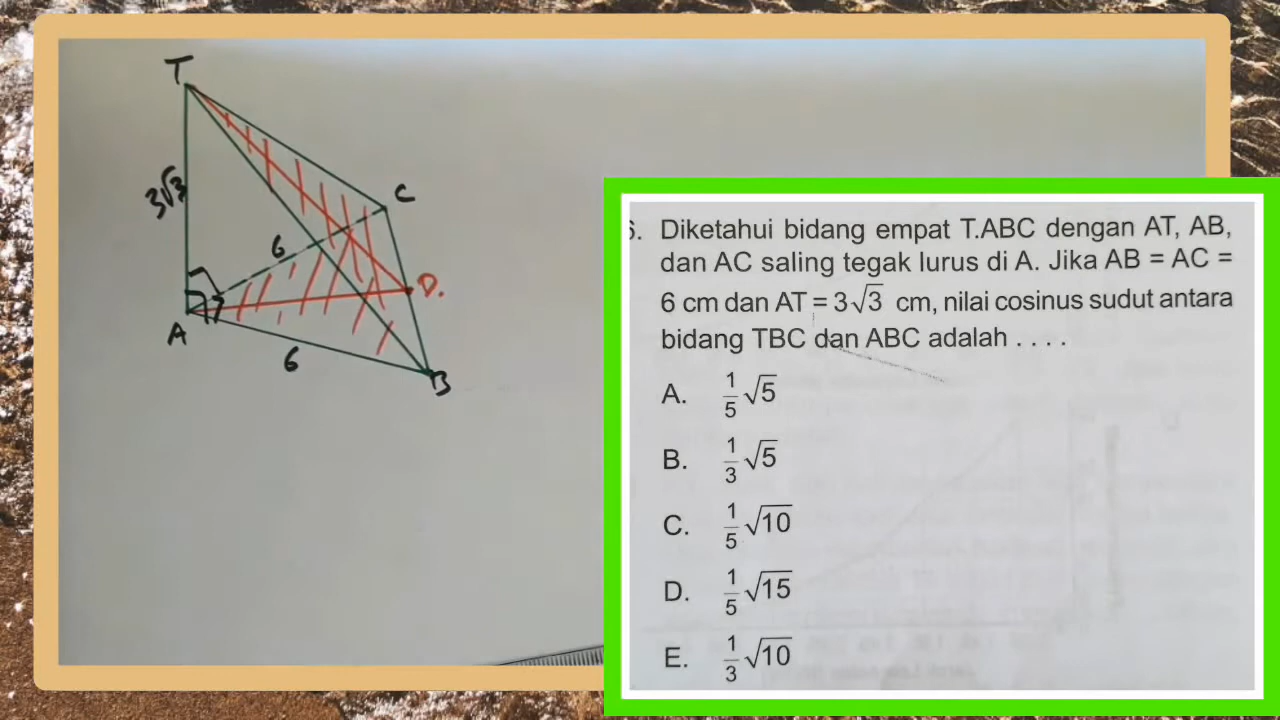 T
3√3
C
6
D.
A
6
B
6. Diketahui bidang empat T.ABC dengan AT, AB,
dan AC saling tegak lurus di A. Jika AB = AC =
6 cm dan AT = 3√3 cm, nilai cosinus sudut antara
bidang TBC dan ABC adalah . . . .
A. 1/5 √5
B. 1/3 √5
C. 1/5 √10
D. 1/5 √15
E. 1/3 √10